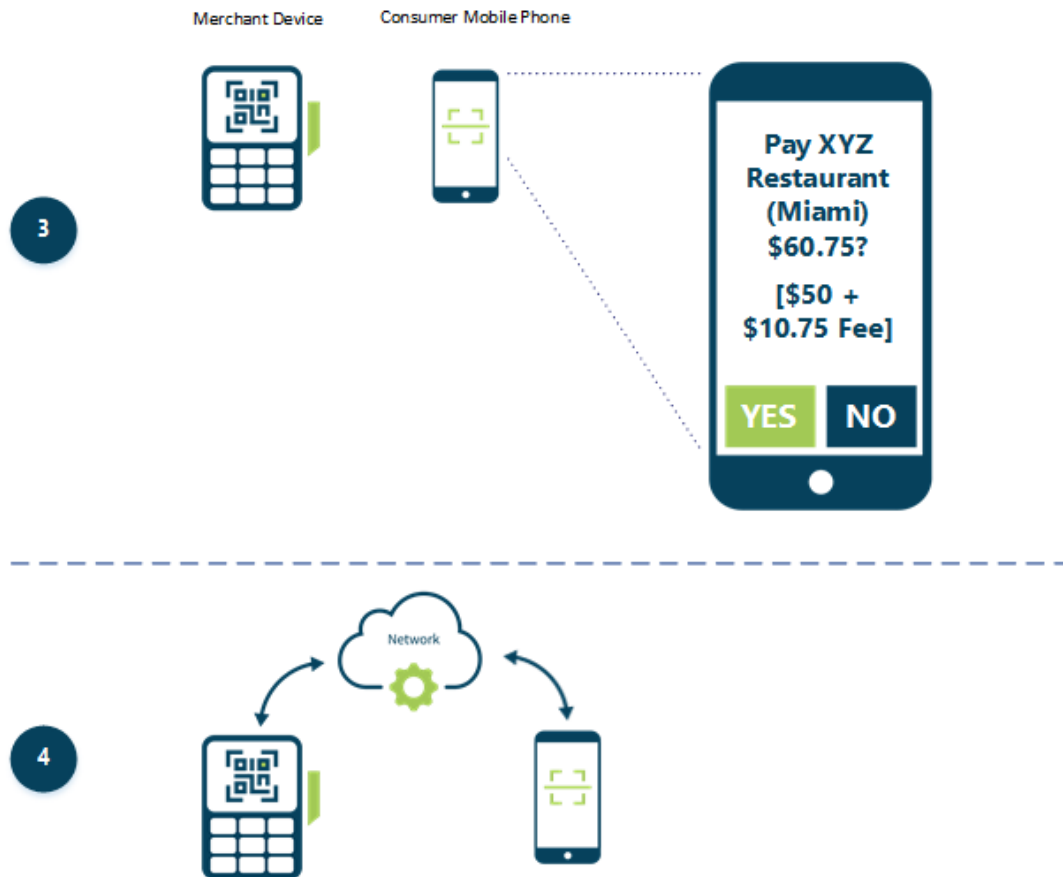 Merchant Device
Consumer Mobile Phone
3
Pay XYZ
Restaurant
(Miami)
$60.75?
[$50 +
$10.75 Fee]
YES
NO
Network
4